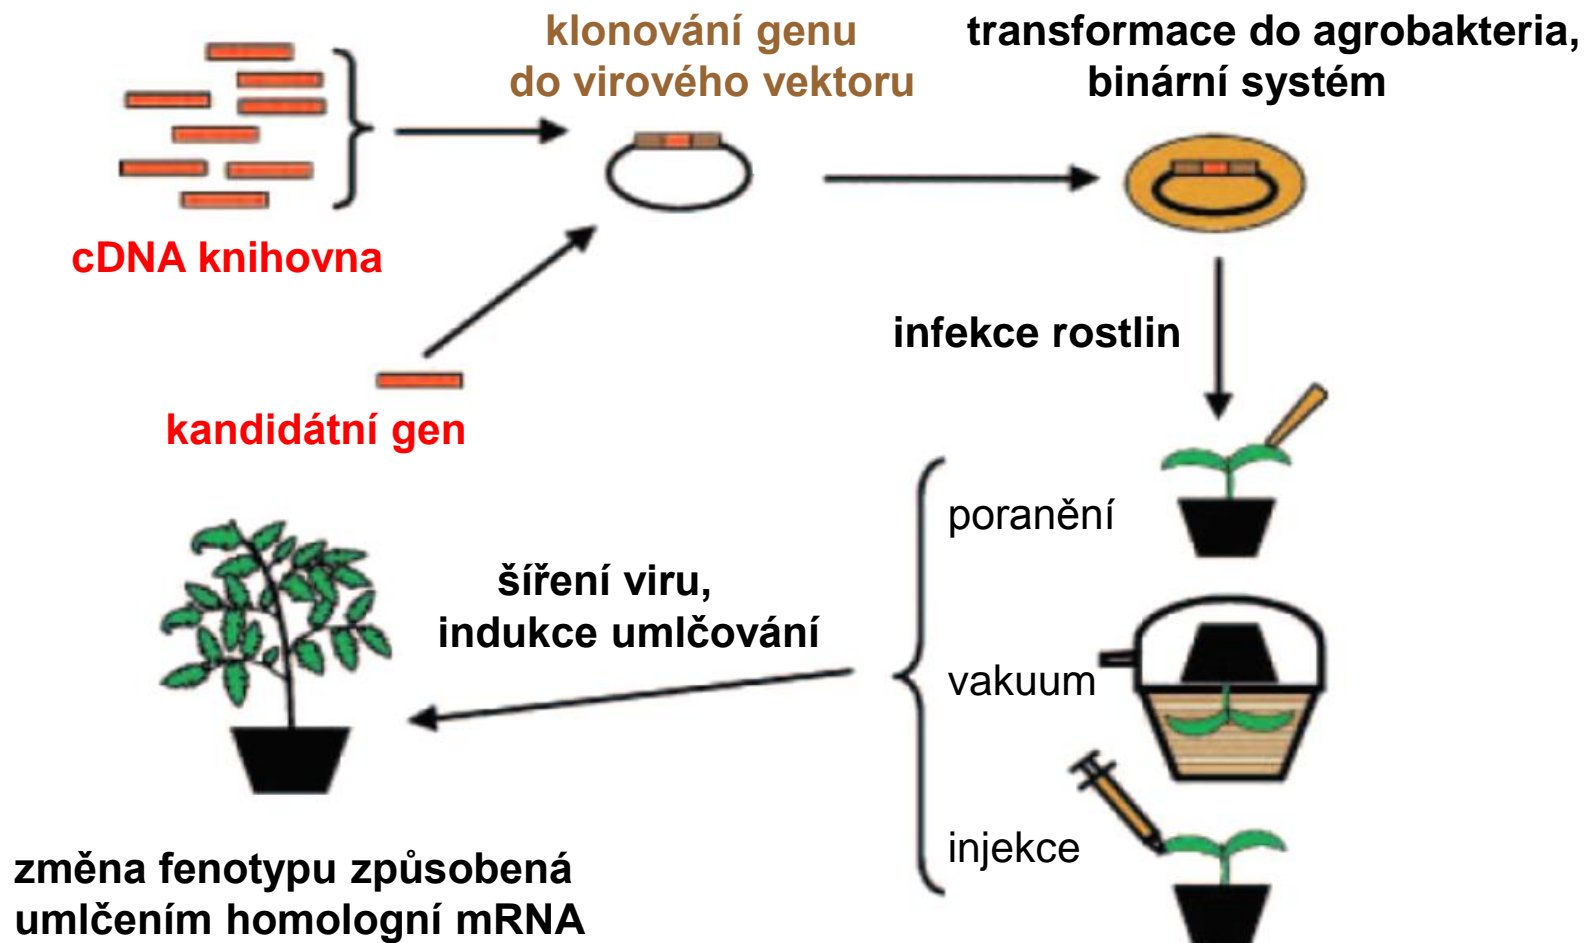 klonování genu
do virového vektoru
transformace do agrobakteria,
binární systém
cDNA knihovna
kandidátní gen
infekce rostlin
poranění
vakuum
injekce
šíření viru,
indukce umlčování
změna fenotypu způsobená
umlčením homologní mRNA